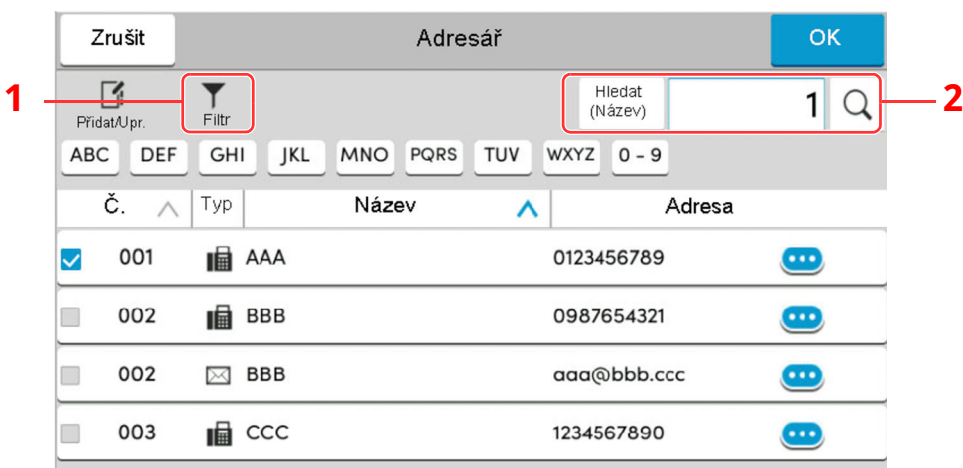 Zrušit Adresář OK
1 Přidat/Upr. Filtr Hledat (Název) 1 2
ABC DEF GHI JKL MNO PQRS TUV WXYZ 0 - 9
Č. Typ Název Adresa
001 AAA 0123456789
002 BBB 0987654321
002 BBB aaa@bbb.ccc
003 CCC 1234567890